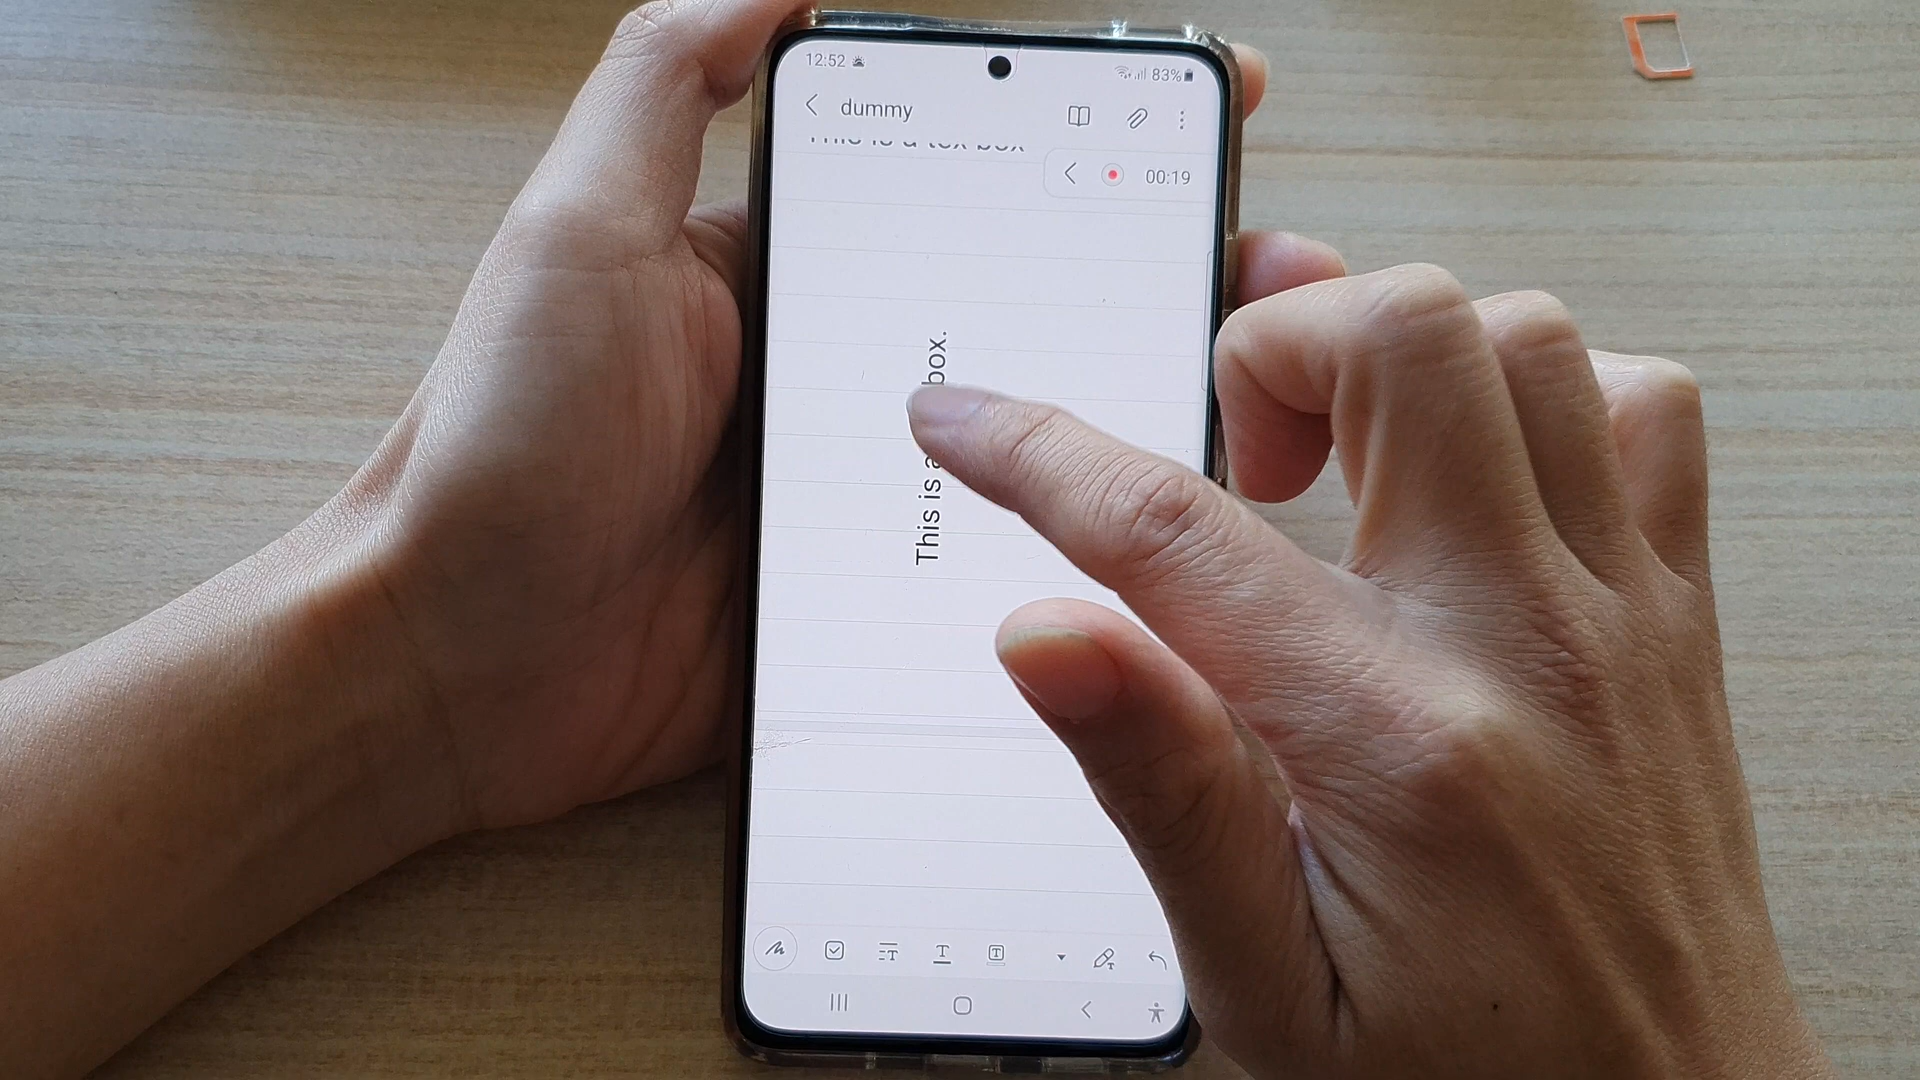 12:52
83%
dummy
This is a tex box
00:19
This is a box.